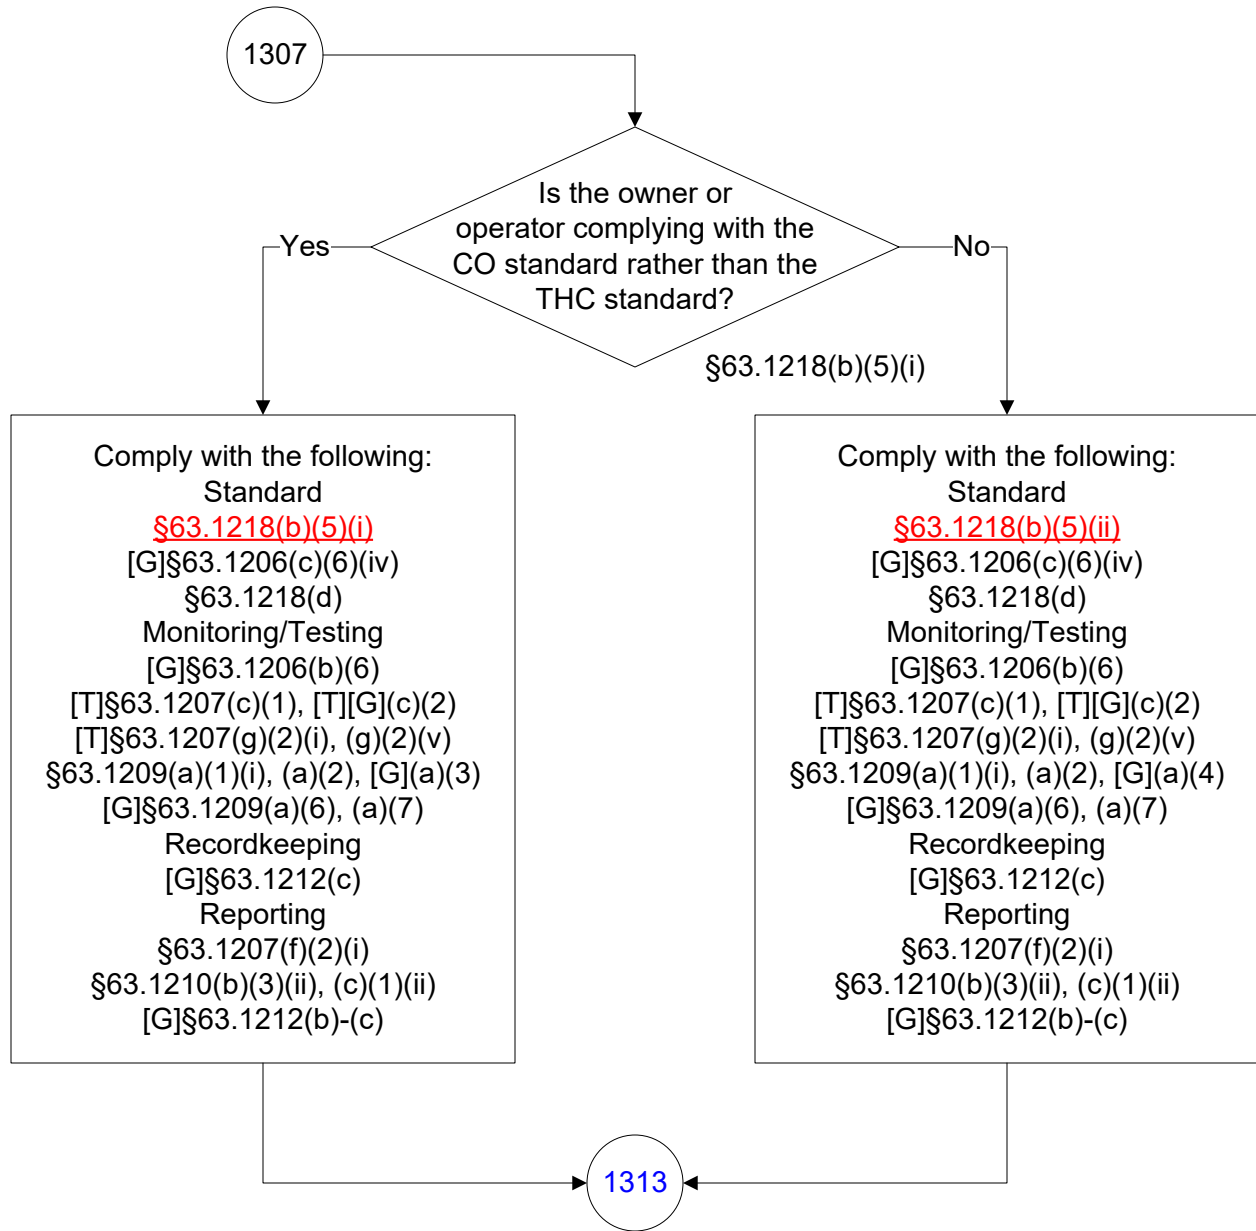 1307
Is the owner or
operator complying with the
CO standard rather than the
THC standard?
Yes
No
§63.1218(b)(5)(i)
Comply with the following:
Standard
§63.1218(b)(5)(i)
[G]§63.1206(c)(6)(iv)
§63.1218(d)
Monitoring/Testing
[G]§63.1206(b)(6)
[T]§63.1207(c)(1), [T][G](c)(2)
[T]§63.1207(g)(2)(i), (g)(2)(v)
§63.1209(a)(1)(i), (a)(2), [G](a)(3)
[G]§63.1209(a)(6), (a)(7)
Recordkeeping
[G]§63.1212(c)
Reporting
§63.1207(f)(2)(i)
§63.1210(b)(3)(ii), (c)(1)(ii)
[G]§63.1212(b)-(c)
Comply with the following:
Standard
§63.1218(b)(5)(ii)
[G]§63.1206(c)(6)(iv)
§63.1218(d)
Monitoring/Testing
[G]§63.1206(b)(6)
[T]§63.1207(c)(1), [T][G](c)(2)
[T]§63.1207(g)(2)(i), (g)(2)(v)
§63.1209(a)(1)(i), (a)(2), [G](a)(4)
[G]§63.1209(a)(6), (a)(7)
Recordkeeping
[G]§63.1212(c)
Reporting
§63.1207(f)(2)(i)
§63.1210(b)(3)(ii), (c)(1)(ii)
[G]§63.1212(b)-(c)
1313